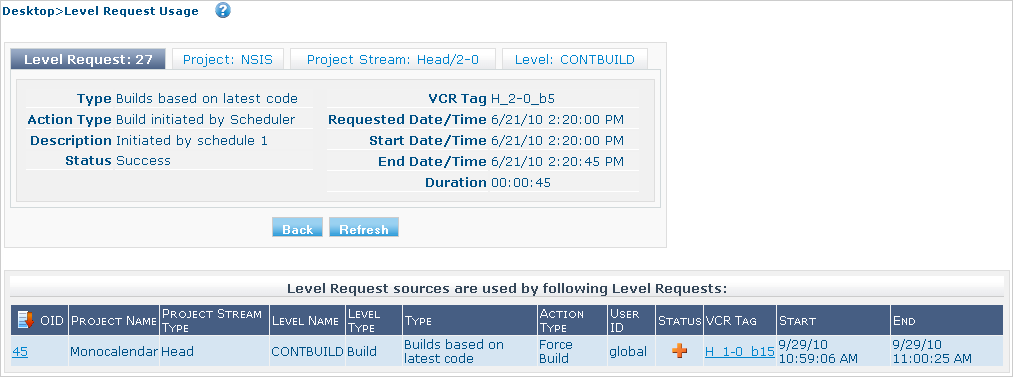 Desktop>Level Request Usage ?
Level Request: 27 Project: NSIS Project Stream: Head/2-0 Level: CONTBUILD
Type Builds based on latest code VCR Tag H_2-0_b5
Action Type Build initiated by Scheduler Requested Date/Time 6/21/10 2:20:00 PM
Description Initiated by schedule 1 Start Date/Time 6/21/10 2:20:00 PM
Status Success End Date/Time 6/21/10 2:20:45 PM
Duration 00:00:45
Back Refresh
Level Request sources are used by following Level Requests:
OID Project Name Project Stream Type Level Name Level Type Type Action Type User ID Status VCR Tag Start End
45 Monocalendar Head CONTBUILD Build Builds based on latest code Force Build global H_1-0_b15 9/29/10 10:59:06 AM 9/29/10 11:00:25 AM